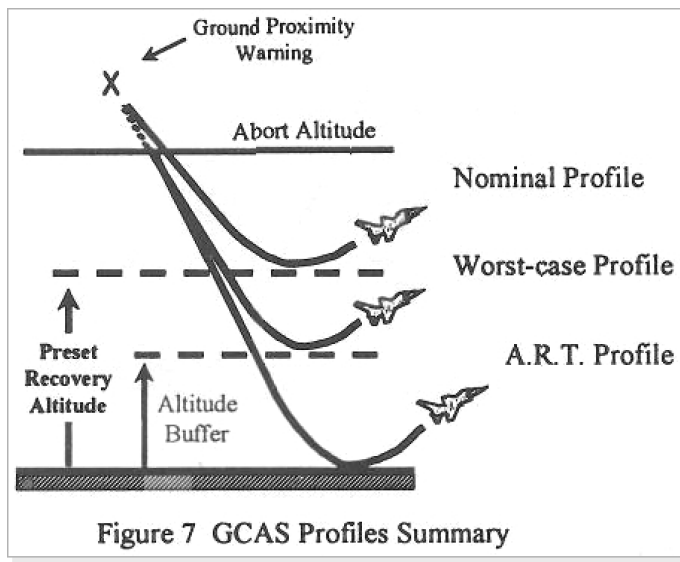 Ground Proximity
Warning
X
Abort Altitude
Nominal Profile
Worst-case Profile
A.R.T. Profile
Preset
Recovery
Altitude
Altitude
Buffer
Figure 7 GCAS Profiles Summary